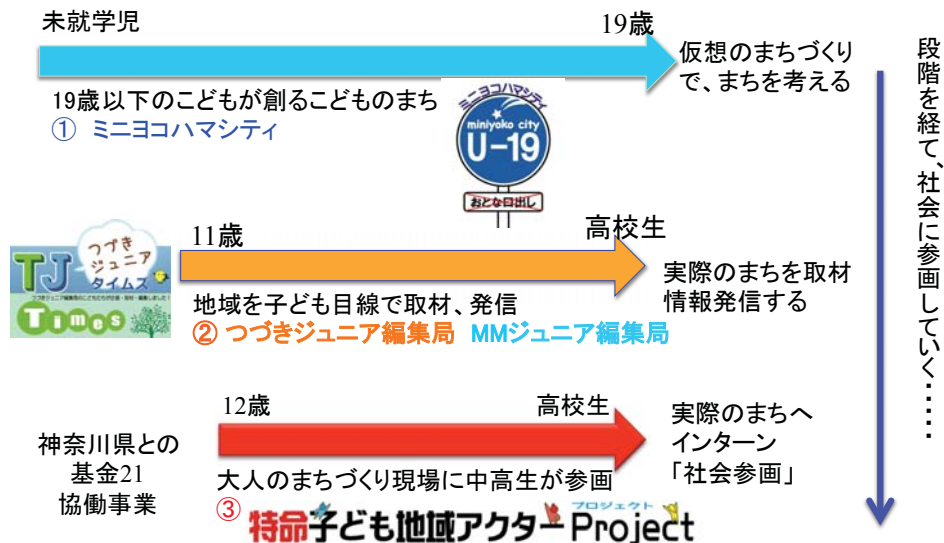 未就学児
19歳
仮想のまちづくり
で、まちを考える
19歳以下のこどもが創るこどものまち
① ミニヨコハマシティ
ミニヨコハマシティ
miniyoko city
U-19
おとな口出し
11歳
高校生
つづき
ジュニア
タイムズ
TJ
Times
実際のまちを取材
情報発信する
地域を子ども目線で取材、発信
② つづきジュニア編集局 MMジュニア編集局
12歳
高校生
神奈川県との
基金21
協働事業
実際のまちへ
インターン
「社会参画」
大人のまちづくり現場に中高生が参画
③
プロジェクト
特命子ども地域アクターProject
段階を経て、社会に参画していく・・・・・